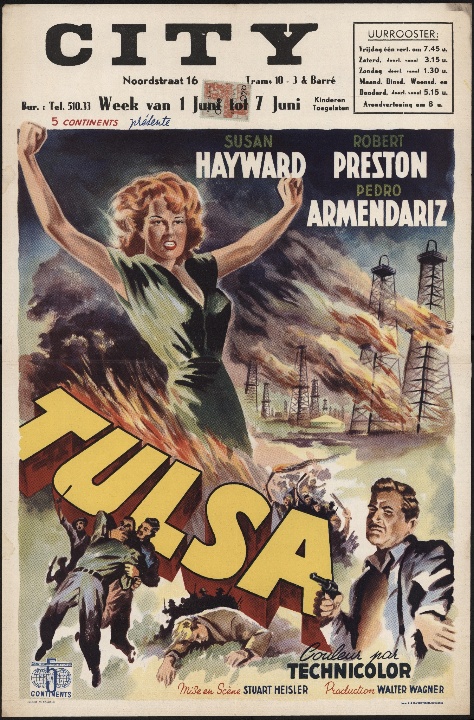 CITY
Noordstraat 16 Trams 10 - 3 & Barré
Bur. : Tel. 510.33 Week van 1 Juni tot 7 Juni Kinderen Toegelaten
UURROOSTER:
Vrijdag één vert. om 7.45 u.
Zaterd. doorl. vanaf 3.15 u.
Zondag doorl. vanaf 1.30 u.
Maand. Dinsd. Woensd. en
Donderd. doorl. vanaf 5.15 u.
Avondvertooning om 8 u.
5 CONTINENTS présente
SUSAN HAYWARD
ROBERT PRESTON
PEDRO ARMENDARIZ
TULSA
Couleur par
TECHNICOLOR
Mise en Scène STUART HEISLER Production WALTER WAGNER
5
CONTINENTS